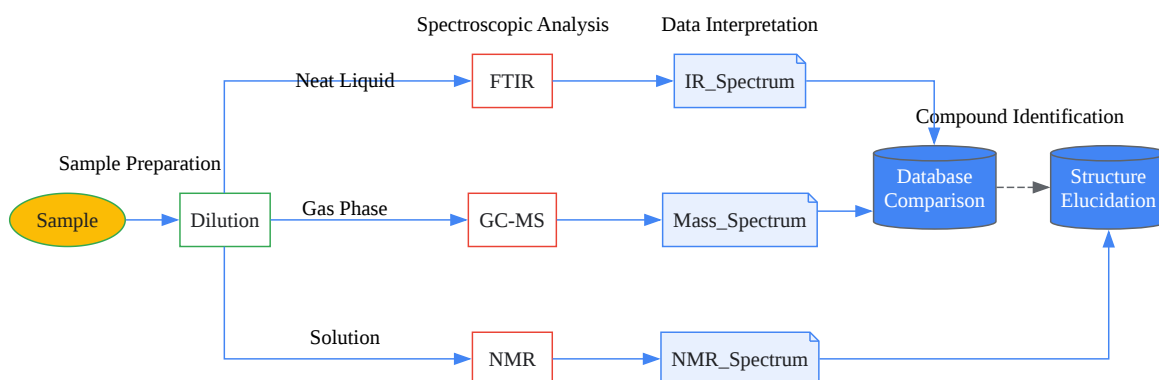 Spectroscopic Analysis
Data Interpretation
Neat Liquid
FTIR
IR_Spectrum
Compound Identification
Sample Preparation
Database
Comparison
Structure
Elucidation
Sample
Dilution
Gas Phase
GC-MS
Mass_Spectrum
Solution
NMR
NMR_Spectrum